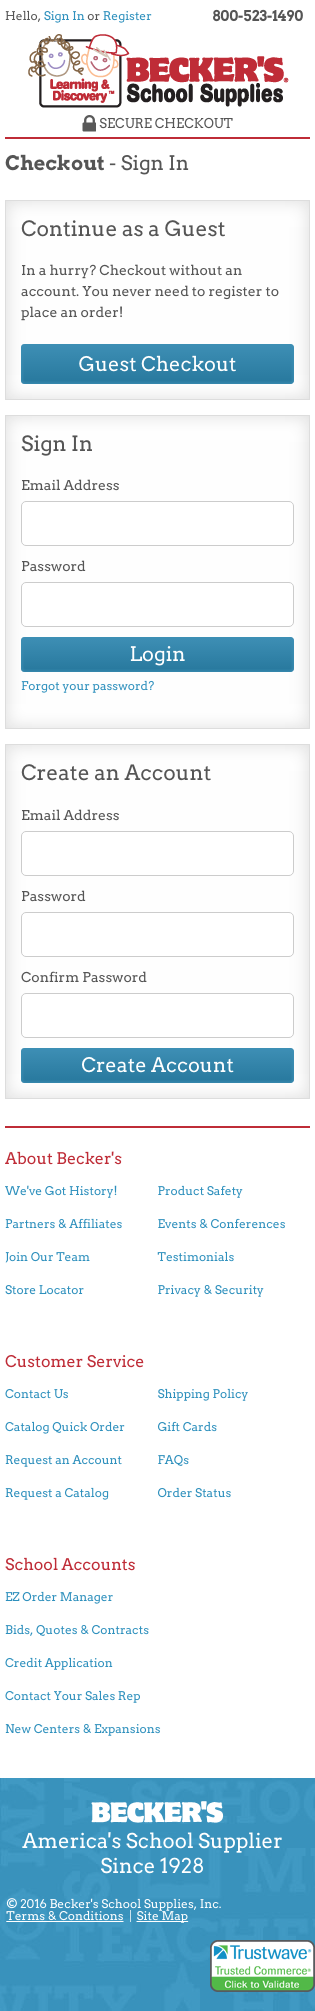 Hello, Sign In or Register
800-523-1490
Learning &
Discovery™
BECKER'S
School Supplies®
SECURE CHECKOUT
Checkout - Sign In
Continue as a Guest
In a hurry? Checkout without an
account. You never need to register to
place an order!
Guest Checkout
Sign In
Email Address
Password
Login
Forgot your password?
Create an Account
Email Address
Password
Confirm Password
Create Account
About Becker's
We've Got History! Product Safety
Partners & Affiliates Events & Conferences
Join Our Team Testimonials
Store Locator Privacy & Security
Customer Service
Contact Us Shipping Policy
Catalog Quick Order Gift Cards
Request an Account FAQs
Request a Catalog Order Status
School Accounts
EZ Order Manager
Bids, Quotes & Contracts
Credit Application
Contact Your Sales Rep
New Centers & Expansions
BECKER'S
America's School Supplier
Since 1928
© 2016 Becker's School Supplies, Inc.
Terms & Conditions | Site Map
Trustwave®
Trusted Commerce®
Click to Validate